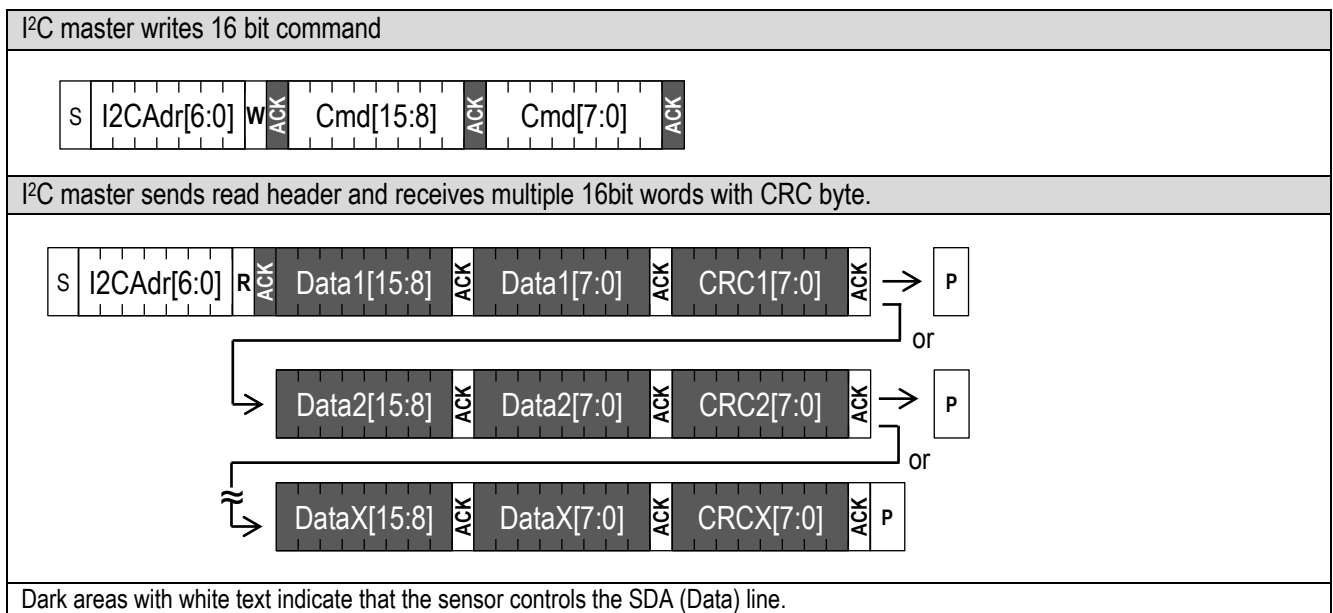 I²C master writes 16 bit command
S I2CAdr[6:0] W ACK Cmd[15:8] ACK Cmd[7:0] ACK
I²C master sends read header and receives multiple 16bit words with CRC byte.
S I2CAdr[6:0] R ACK Data1[15:8] ACK Data1[7:0] ACK CRC1[7:0] ACK → P
or
Data2[15:8] ACK Data2[7:0] ACK CRC2[7:0] ACK → P
or
≈
DataX[15:8] ACK DataX[7:0] ACK CRCX[7:0] ACK P
Dark areas with white text indicate that the sensor controls the SDA (Data) line.